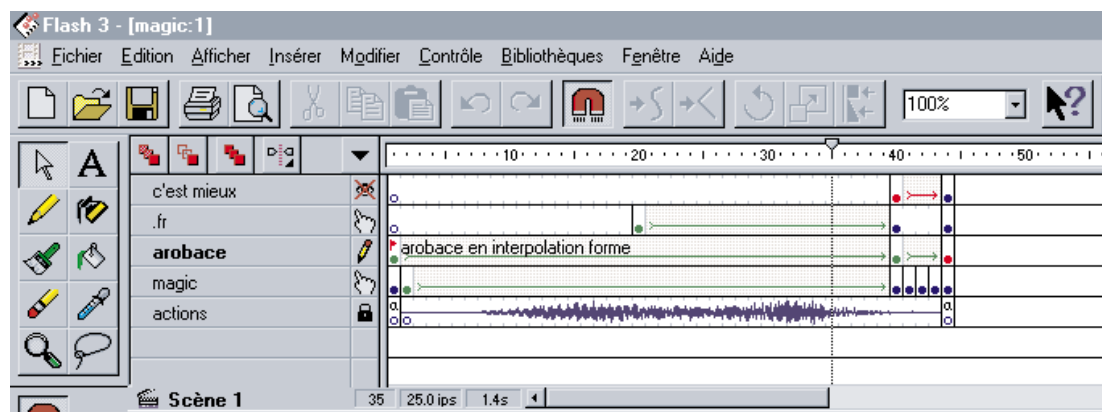 Flash 3 - [magic:1]
Fichier Edition Afficher Insérer Modifier Contrôle Bibliothèques Fenêtre Aide
100%
A
10 20 30 40 50
c'est mieux
.fr
arobace
arobace en interpolation forme
magic
actions
a a
Scène 1
35 25.0 ips 1.4s